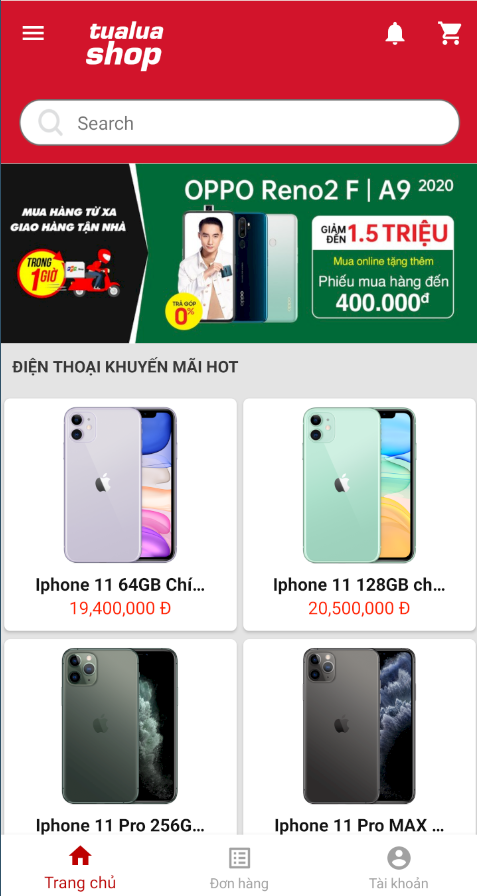 tualua
shop
Search
MUA HÀNG TỪ XA
GIAO HÀNG TẬN NHÀ
TRONG
1 GIỜ
OPPO Reno2 F | A9 2020
GIẢM
ĐẾN 1.5 TRIỆU
Mua online tặng thêm
Phiếu mua hàng đến
400.000đ
TRẢ GÓP
0%
ĐIỆN THOẠI KHUYẾN MÃI HOT
Iphone 11 64GB Chí...
19,400,000 Đ
Iphone 11 128GB ch...
20,500,000 Đ
Iphone 11 Pro 256G...
Iphone 11 Pro MAX ...
Trang chủ
Đơn hàng
Tài khoản